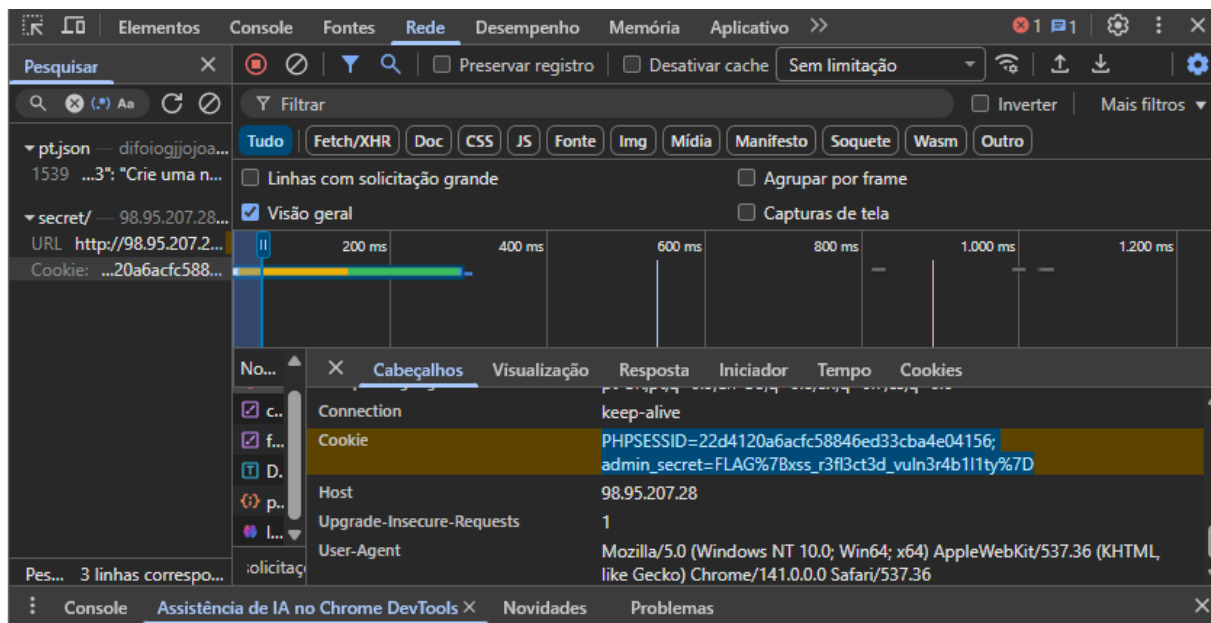 Elementos Console Fontes Rede Desempenho Memória Aplicativo 1 1
Pesquisar
Preservar registro Desativar cache Sem limitação
(.*) Aa
Filtrar Inverter Mais filtros
Tudo Fetch/XHR Doc CSS JS Fonte Img Mídia Manifesto Soquete Wasm Outro
pt.json — difoiogjjojoa...
1539 ...3": "Crie uma n...
Linhas com solicitação grande Agrupar por frame
secret/ — 98.95.207.28...
Visão geral Capturas de tela
URL http://98.95.207.2...
Cookie: ...20a6acfc588...
200 ms 400 ms 600 ms 800 ms 1.000 ms 1.200 ms
No... Cabeçalhos Visualização Resposta Iniciador Tempo Cookies
c.. Connection keep-alive
f... Cookie PHPSESSID=22d4120a6acfc58846ed33cba4e04156;
D. admin_secret=FLAG%7Bxss_r3fl3ct3d_vuln3r4b1l1ty%7D
p.. Host 98.95.207.28
Upgrade-Insecure-Requests 1
l... User-Agent Mozilla/5.0 (Windows NT 10.0; Win64; x64) AppleWebKit/537.36 (KHTML,
like Gecko) Chrome/141.0.0.0 Safari/537.36
Pes... 3 linhas correspo...
Console Assistência de IA no Chrome DevTools Novidades Problemas